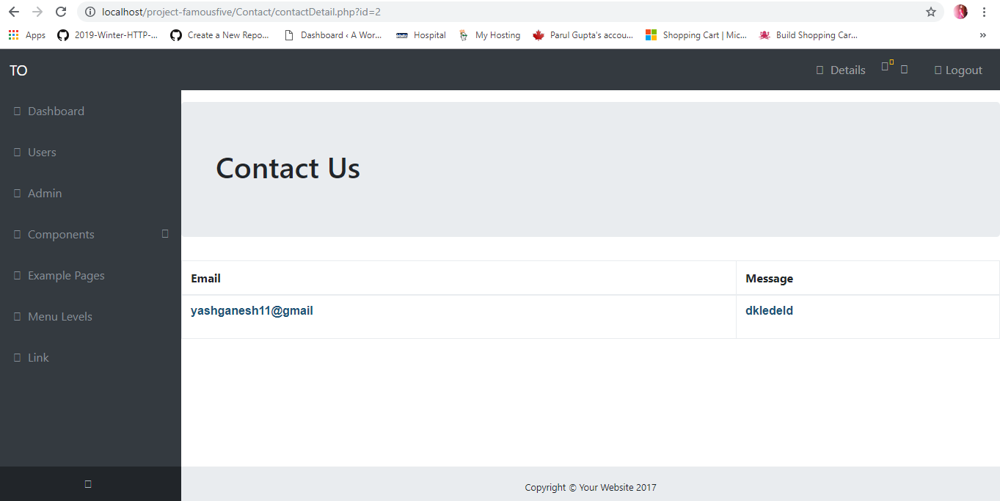 localhost/project-famousfive/Contact/contactDetail.php?id=2
Apps 2019-Winter-HTTP-... Create a New Repo... Dashboard ‹ A Wor... Hospital My Hosting Parul Gupta's accou... Shopping Cart | Mic... Build Shopping Car... »
TO Details Logout
Dashboard
Users
Admin
Components
Example Pages
Menu Levels
Link
Contact Us
Email Message
yashganesh11@gmail dkledeld
Copyright © Your Website 2017